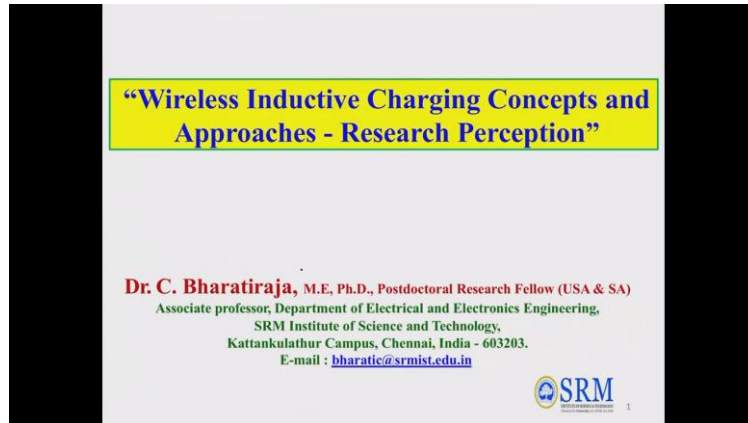 “Wireless Inductive Charging Concepts and
Approaches - Research Perception”
Dr. C. Bharatiraja, M.E, Ph.D., Postdoctoral Research Fellow (USA & SA)
Associate professor, Department of Electrical and Electronics Engineering,
SRM Institute of Science and Technology,
Kattankulathur Campus, Chennai, India - 603203.
E-mail : bharatic@srmist.edu.in
SRM
1